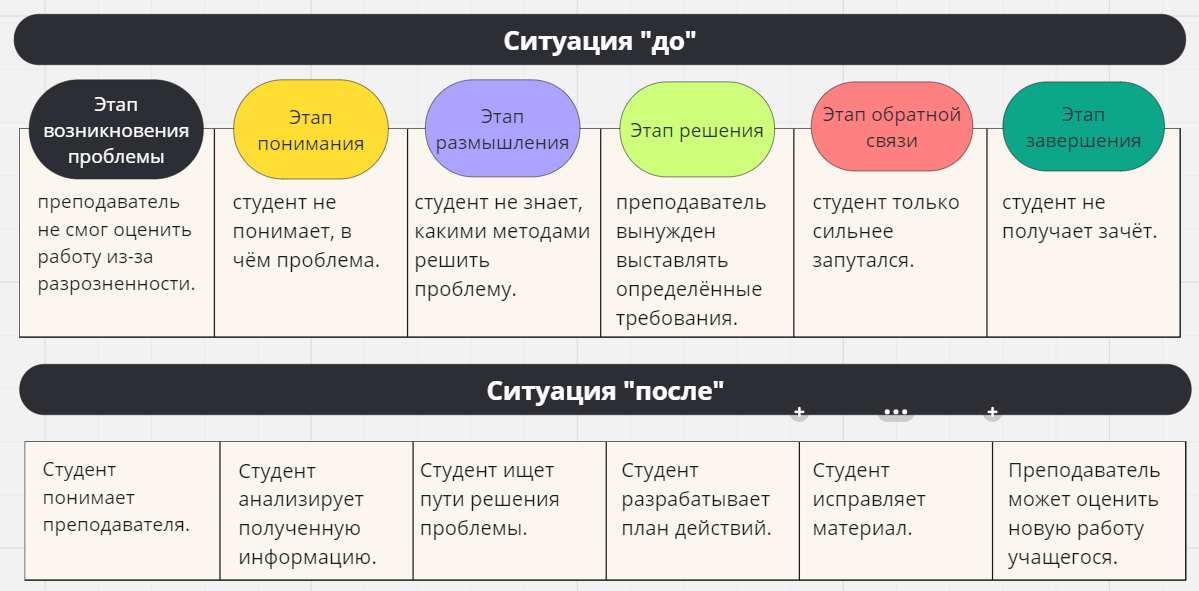 Ситуация "до"
Этап
возникновения
проблемы
Этап
понимания
Этап
размышления
Этап решения
Этап обратной
связи
Этап
завершения
преподаватель
не смог оценить
работу из-за
разрозненности.
студент не
понимает, в
чём проблема.
студент не знает,
какими методами
решить
проблему.
преподаватель
вынужден
выставлять
определённые
требования.
студент только
сильнее
запутался.
студент не
получает зачёт.
Ситуация "после"
Студент
понимает
преподавателя.
Студент
анализирует
полученную
информацию.
Студент ищет
пути решения
проблемы.
Студент
разрабатывает
план действий.
Студент
исправляет
материал.
Преподаватель
может оценить
новую работу
учащегося.